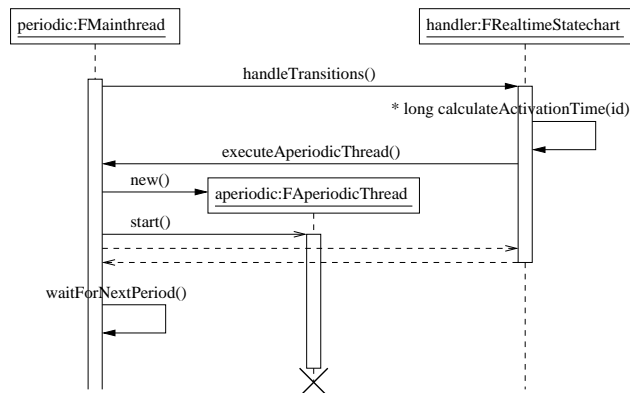 periodic:FMainthread
handler:FRealtimeStatechart
handleTransitions()
* long calculateActivationTime(id)
executeAperiodicThread()
new()
aperiodic:FAperiodicThread
start()
waitForNextPeriod()